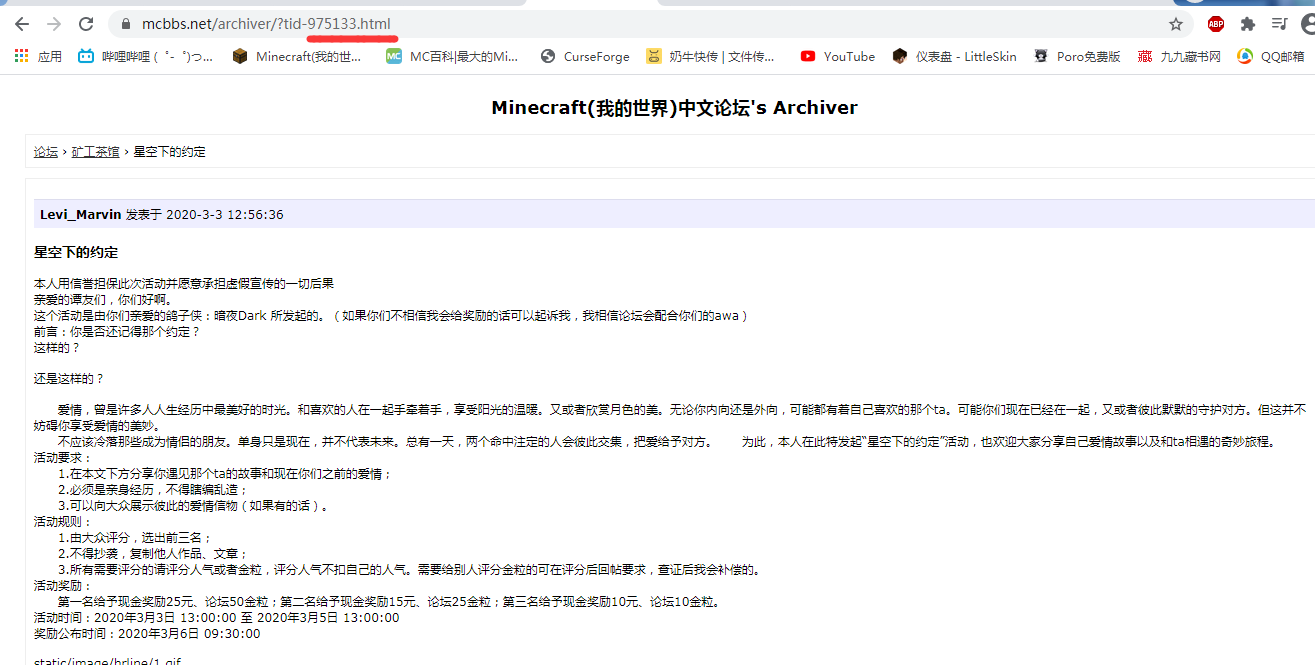 mcbbs.net/archiver/?tid-975133.html
ABP
应用 哔哩哔哩 ( ゜- ゜)つ... Minecraft(我的世... MC MC百科|最大的Mi... CurseForge 奶牛快传 | 文件传... YouTube 仪表盘 - LittleSkin Poro免费版 藏 九九藏书网 QQ邮箱
Minecraft(我的世界)中文论坛's Archiver
论坛 › 矿工茶馆 › 星空下的约定
Levi_Marvin 发表于 2020-3-3 12:56:36
星空下的约定
本人用信誉担保此次活动并愿意承担虚假宣传的一切后果
亲爱的谭友们，你们好啊。
这个活动是由你们亲爱的鸽子侠：暗夜Dark 所发起的。（如果你们不相信我会给奖励的话可以起诉我，我相信论坛会配合你们的awa）
前言：你是否还记得那个约定？
这样的？
还是这样的？
爱情，曾是许多人人生经历中最美好的时光。和喜欢的人在一起手牵着手，享受阳光的温暖。又或者欣赏月色的美。无论你内向还是外向，可能都有着自己喜欢的那个ta。可能你们现在已经在一起，又或者彼此默默的守护对方。但这并不
妨碍你享受爱情的美妙。
不应该冷落那些成为情侣的朋友。单身只是现在，并不代表未来。总有一天，两个命中注定的人会彼此交集，把爱给予对方。 为此，本人在此特发起“星空下的约定”活动，也欢迎大家分享自己爱情故事以及和ta相遇的奇妙旅程。
活动要求：
1.在本文下方分享你遇见那个ta的故事和现在你们之前的爱情；
2.必须是亲身经历，不得瞎编乱造；
3.可以向大众展示彼此的爱情信物（如果有的话）。
活动规则：
1.由大众评分，选出前三名；
2.不得抄袭，复制他人作品、文章；
3.所有需要评分的请评分人气或者金粒，评分人气不扣自己的人气。需要给别人评分金粒的可在评分后回帖要求，查证后我会补偿的。
活动奖励：
第一名给予现金奖励25元、论坛50金粒；第二名给予现金奖励15元、论坛25金粒；第三名给予现金奖励10元、论坛10金粒。
活动时间：2020年3月3日 13:00:00 至 2020年3月5日 13:00:00
奖励公布时间：2020年3月6日 09:30:00
static/image/hrline/1.gif